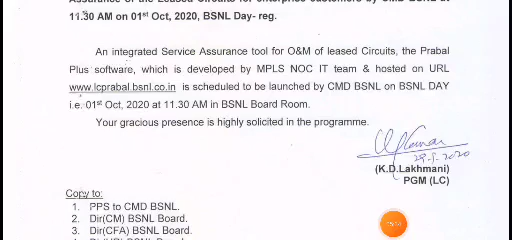 Assurance of the Leased Circuits for enterprise customers by CMD BSNL at
11.30 AM on 01st Oct, 2020, BSNL Day- reg.
An integrated Service Assurance tool for O&M of leased Circuits, the Prabal
Plus software, which is developed by MPLS NOC IT team & hosted on URL
www.lcprabal.bsnl.co.in is scheduled to be launched by CMD BSNL on BSNL DAY
i.e. 01st Oct, 2020 at 11.30 AM in BSNL Board Room.
Your gracious presence is highly solicited in the programme.
(K.D.Lakhmani)
PGM (LC)
Copy to:
1. PPS to CMD BSNL.
2. Dir(CM) BSNL Board.
3. Dir(CFA) BSNL Board.